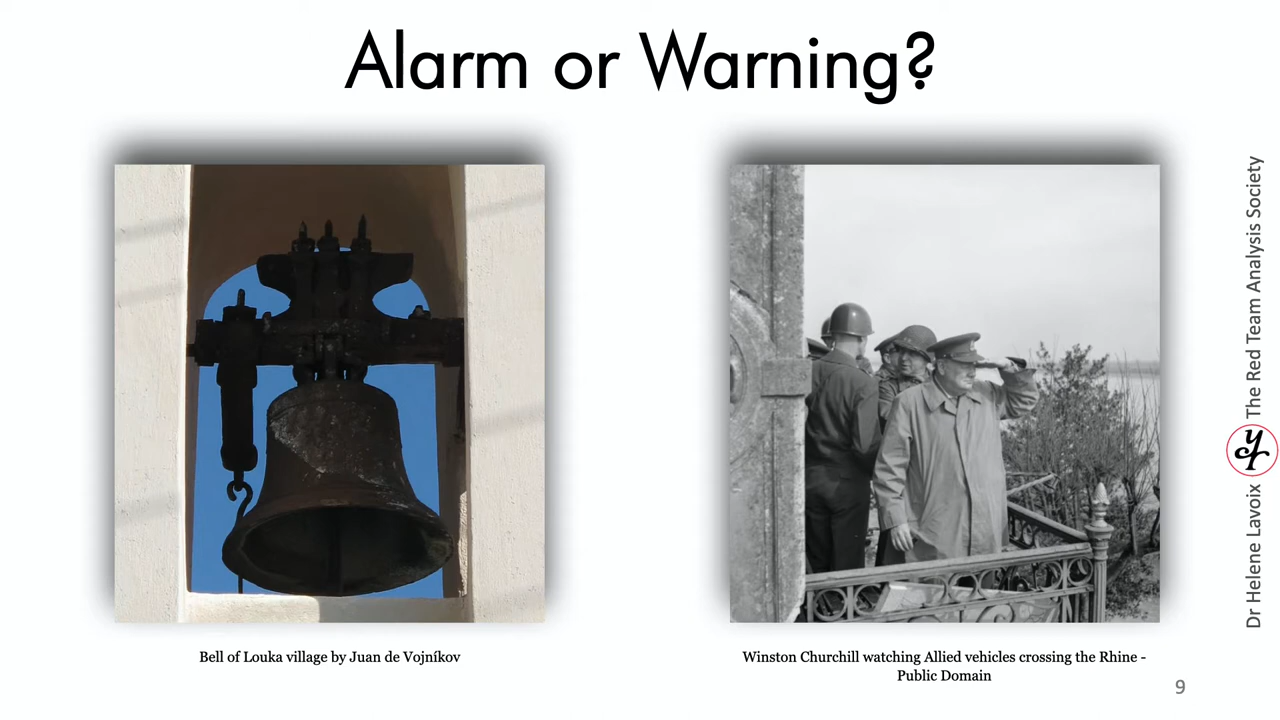 Alarm or Warning?
Bell of Louka village by Juan de Vojníkov
Winston Churchill watching Allied vehicles crossing the Rhine -
Public Domain
9
Dr Helene Lavoix The Red Team Analysis Society